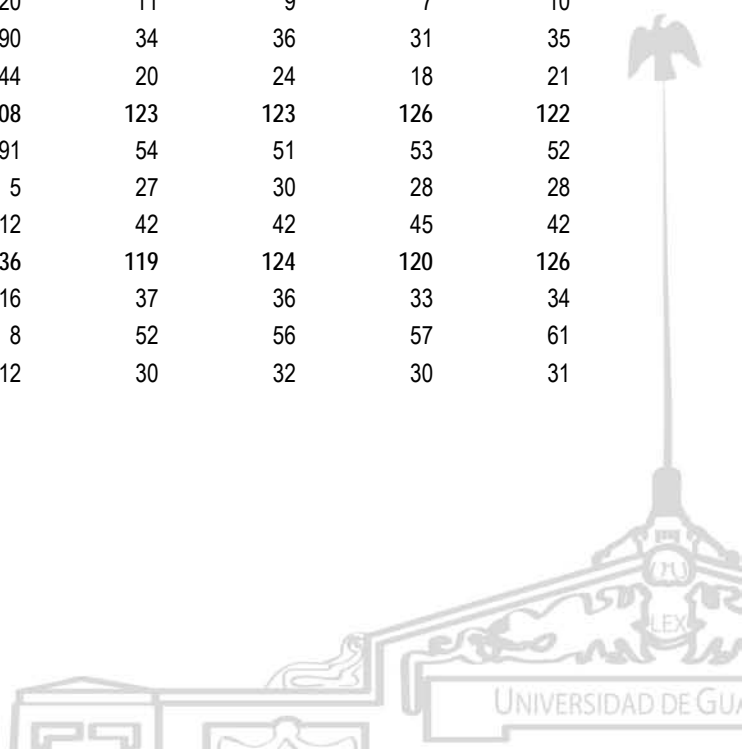 20 11 9 7 10
90 34 36 31 35
44 20 24 18 21
08 123 123 126 122
91 54 51 53 52
5 27 30 28 28
12 42 42 45 42
36 119 124 120 126
16 37 36 33 34
8 52 56 57 61
12 30 32 30 31
LEX
UNIVERSIDAD DE GUA